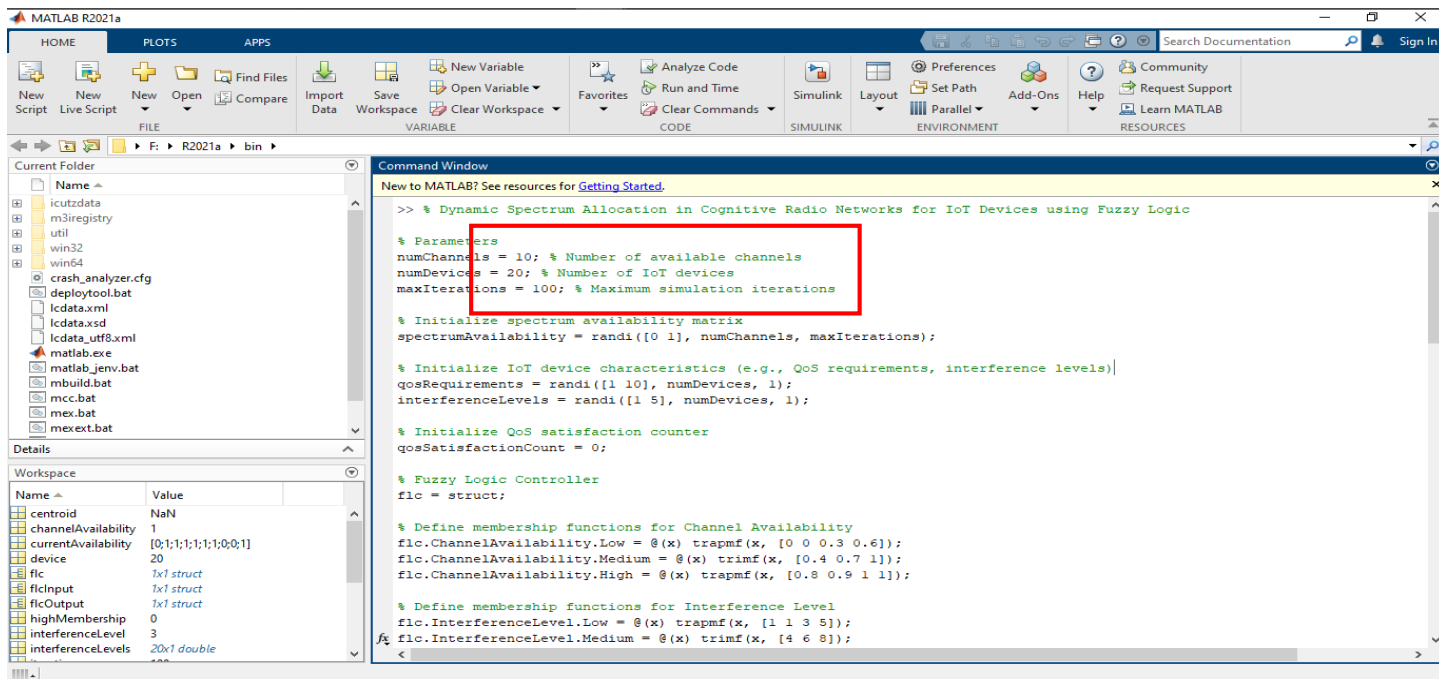 MATLAB R2021a
HOME PLOTS APPS
Search Documentation
Sign In
New Script
New Live Script
New
Open
Find Files
Compare
Import Data
Save Workspace
New Variable
Open Variable
Clear Workspace
Favorites
Analyze Code
Run and Time
Clear Commands
Simulink
Layout
Preferences
Set Path
Parallel
Add-Ons
Help
Community
Request Support
Learn MATLAB
FILE VARIABLE CODE SIMULINK ENVIRONMENT RESOURCES
F: R2021a bin
Current Folder
Name
icutzdata
m3iregistry
util
win32
win64
crash_analyzer.cfg
deploytool.bat
lcdata.xml
lcdata.xsd
lcdata_utf8.xml
matlab.exe
matlab_jenv.bat
mbuild.bat
mcc.bat
mex.bat
mexext.bat
Details
Workspace
Name Value
centroid NaN
channelAvailability 1
currentAvailability [0;1;1;1;1;1;0;0;1]
device 20
flc 1x1 struct
flcInput 1x1 struct
flcOutput 1x1 struct
highMembership 0
interferenceLevel 3
interferenceLevels 20x1 double
Command Window
New to MATLAB? See resources for Getting Started.
>> % Dynamic Spectrum Allocation in Cognitive Radio Networks for IoT Devices using Fuzzy Logic
% Parameters
numChannels = 10; % Number of available channels
numDevices = 20; % Number of IoT devices
maxIterations = 100; % Maximum simulation iterations
% Initialize spectrum availability matrix
spectrumAvailability = randi([0 1], numChannels, maxIterations);
% Initialize IoT device characteristics (e.g., QoS requirements, interference levels)
qosRequirements = randi([1 10], numDevices, 1);
interferenceLevels = randi([1 5], numDevices, 1);
% Initialize QoS satisfaction counter
qosSatisfactionCount = 0;
% Fuzzy Logic Controller
flc = struct;
% Define membership functions for Channel Availability
flc.ChannelAvailability.Low = @(x) trapmf(x, [0 0 0.3 0.6]);
flc.ChannelAvailability.Medium = @(x) trimf(x, [0.4 0.7 1]);
flc.ChannelAvailability.High = @(x) trapmf(x, [0.8 0.9 1 1]);
% Define membership functions for Interference Level
flc.InterferenceLevel.Low = @(x) trapmf(x, [1 1 3 5]);
fx flc.InterferenceLevel.Medium = @(x) trimf(x, [4 6 8]);